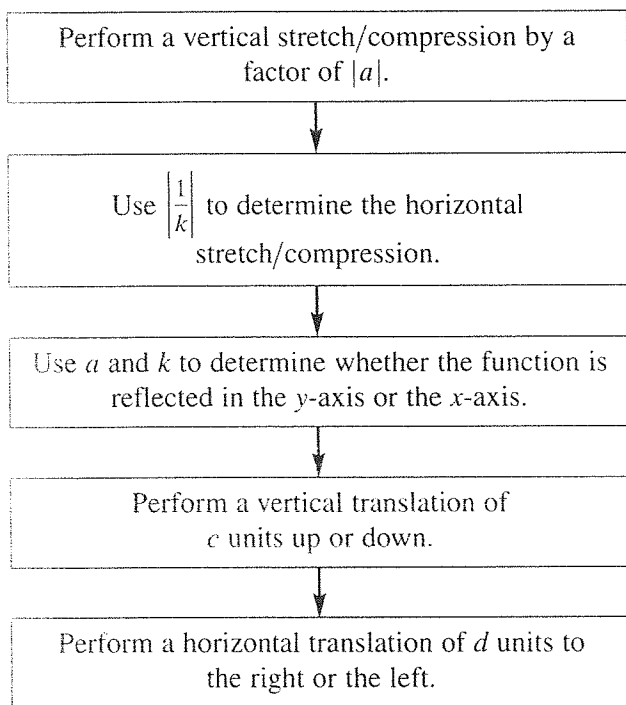 Perform a vertical stretch/compression by a
factor of |a|.
Use |1/k| to determine the horizontal
stretch/compression.
Use a and k to determine whether the function is
reflected in the y-axis or the x-axis.
Perform a vertical translation of
c units up or down.
Perform a horizontal translation of d units to
the right or the left.